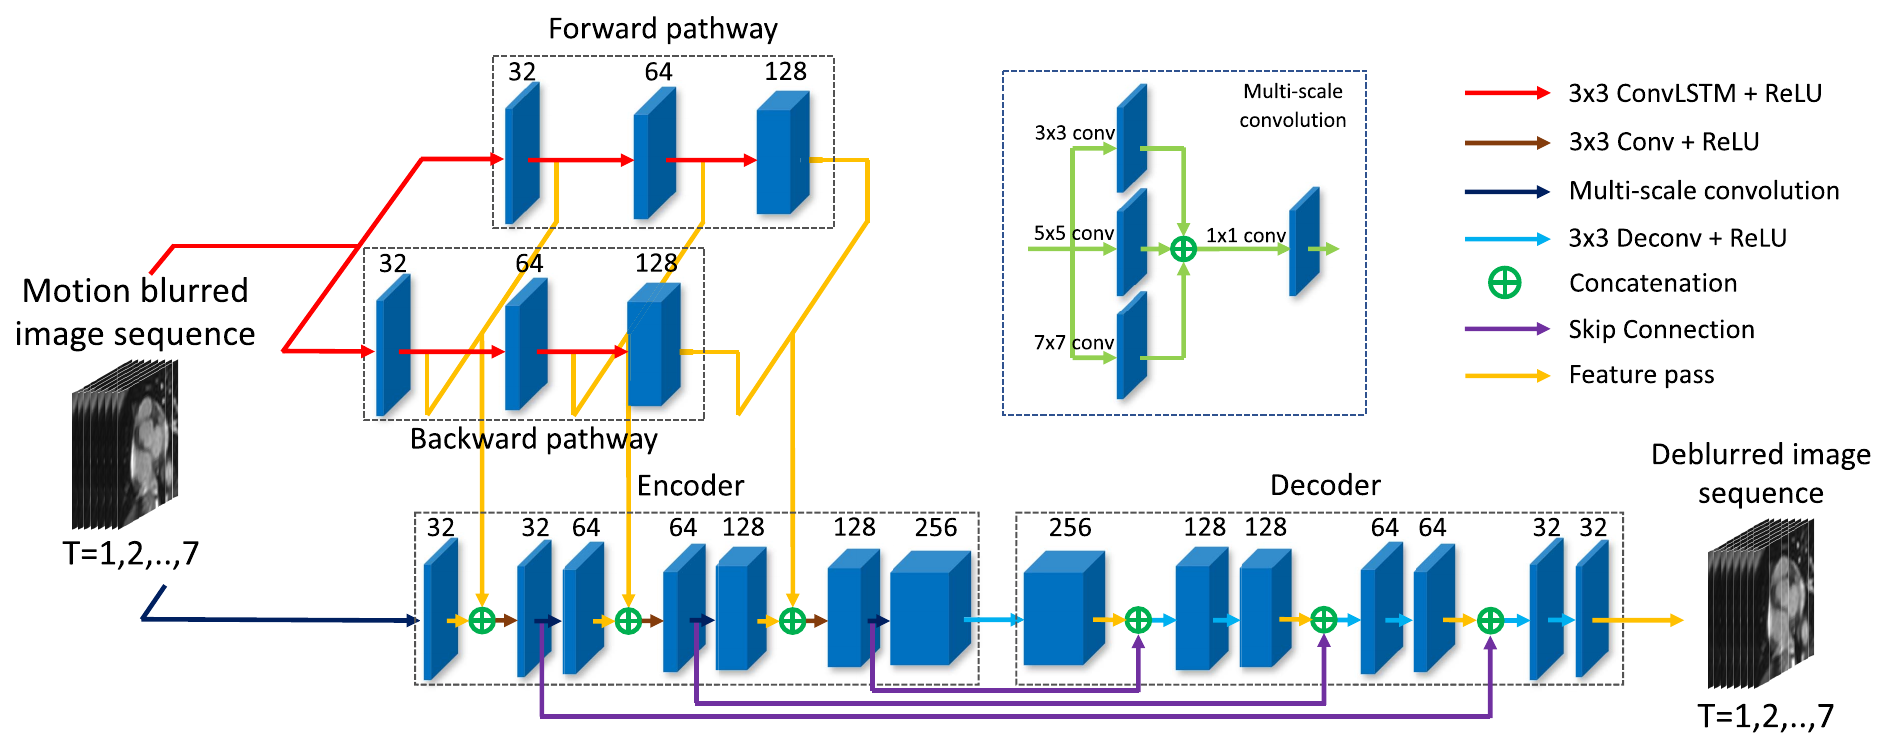 Forward pathway
32 64 128
32 64 128
Backward pathway
Motion blurred
image sequence
T=1,2,..,7
Multi-scale
convolution
3x3 conv
5x5 conv
7x7 conv
1x1 conv
3x3 ConvLSTM + ReLU
3x3 Conv + ReLU
Multi-scale convolution
3x3 Deconv + ReLU
Concatenation
Skip Connection
Feature pass
Encoder
32 32 64 64 128 128 256
Decoder
256 128 128 64 64 32 32
Deblurred image
sequence
T=1,2,..,7